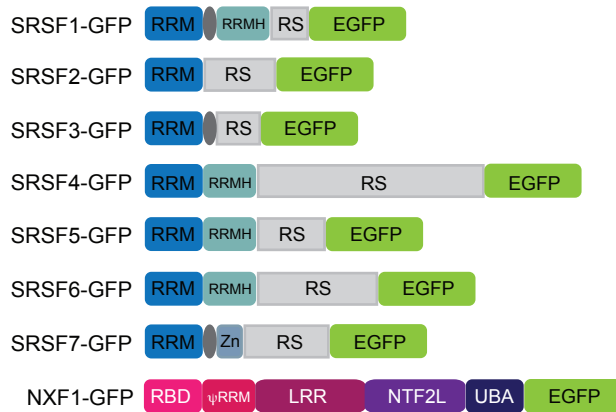 SRSF1-GFP RRM RRMH RS EGFP
SRSF2-GFP RRM RS EGFP
SRSF3-GFP RRM RS EGFP
SRSF4-GFP RRM RRMH RS EGFP
SRSF5-GFP RRM RRMH RS EGFP
SRSF6-GFP RRM RRMH RS EGFP
SRSF7-GFP RRM Zn RS EGFP
NXF1-GFP RBD ψRRM LRR NTF2L UBA EGFP